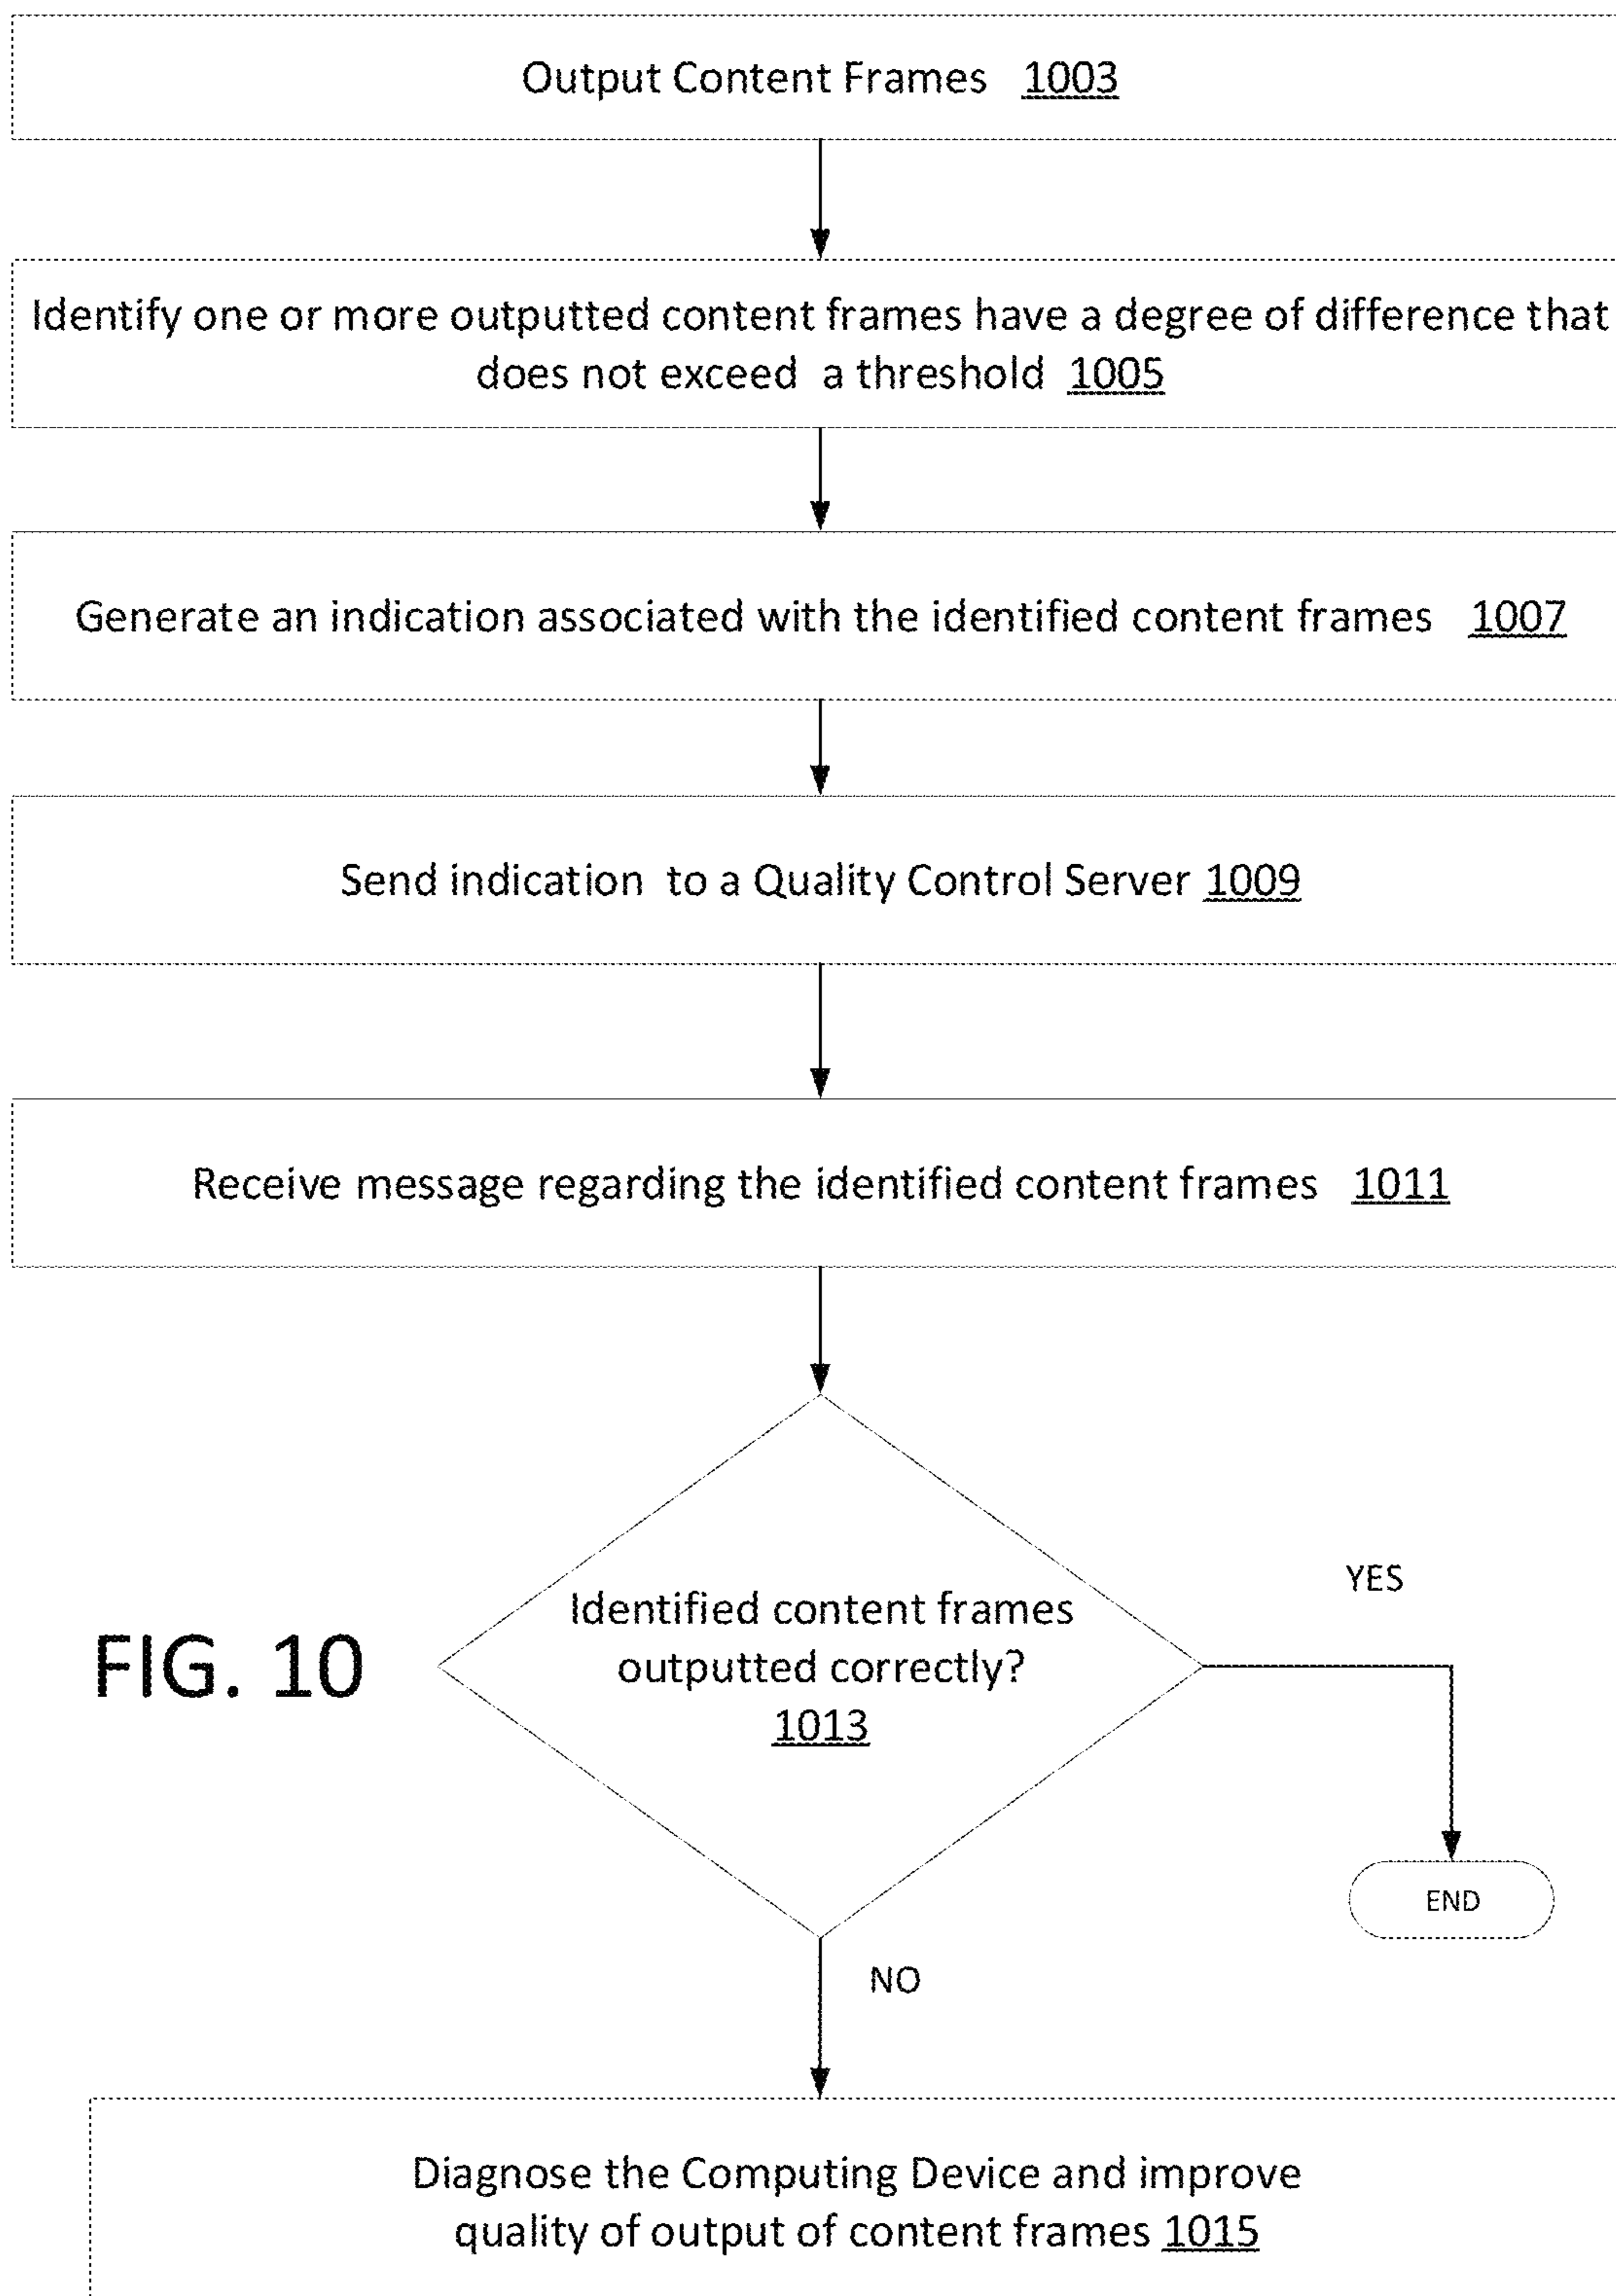 Output Content Frames 1003
Identify one or more outputted content frames have a degree of difference that
does not exceed a threshold 1005
Generate an indication associated with the identified content frames 1007
Send indication to a Quality Control Server 1009
Receive message regarding the identified content frames 1011
Identified content frames
outputted correctly?
1013
YES
FIG. 10
END
NO
Diagnose the Computing Device and improve
quality of output of content frames 1015